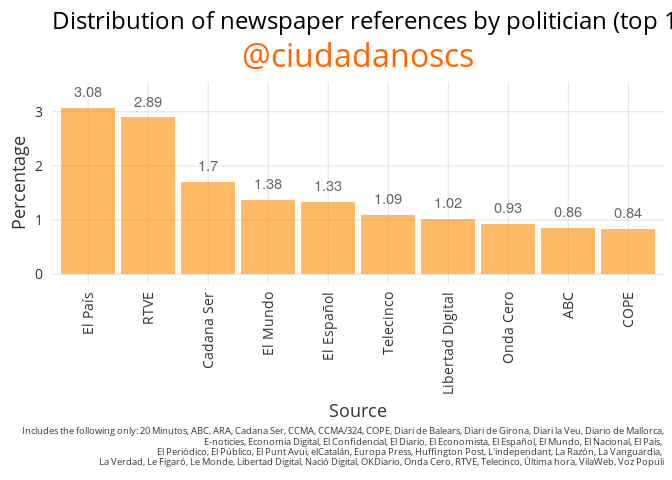 Distribution of newspaper references by politician (top 1
@ciudadanoscs
Percentage
3
2
1
0
3.08
2.89
1.7
1.38
1.33
1.09
1.02
0.93
0.86
0.84
El País
RTVE
Cadana Ser
El Mundo
El Español
Telecinco
Libertad Digital
Onda Cero
ABC
COPE
Source
Includes the following only: 20 Minutos, ABC, ARA, Cadana Ser, CCMA, CCMA/324, COPE, Diari de Balears, Diari de Girona, Diari la Veu, Diario de Mallorca,
E-noticies, Economia Digital, El Confidencial, El Diario, El Economista, El Español, El Mundo, El Nacional, El País,
El Periódico, El Público, El Punt Avui, elCatalán, Europa Press, Huffington Post, L'independant, La Razón, La Vanguardia,
La Verdad, Le Figaró, Le Monde, Libertad Digital, Nació Digital, OKDiario, Onda Cero, RTVE, Telecinco, Última hora, VilaWeb, Voz Populi